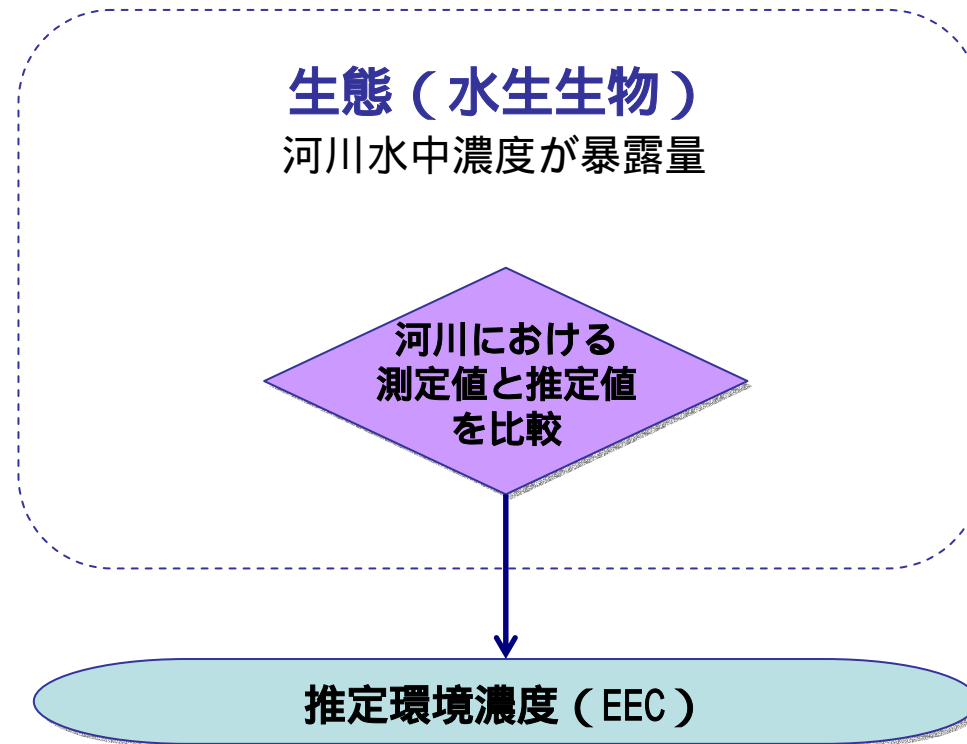 生態（水生生物）
河川水中濃度が暴露量
河川における
測定値と推定値
を比較
推定環境濃度（EEC）